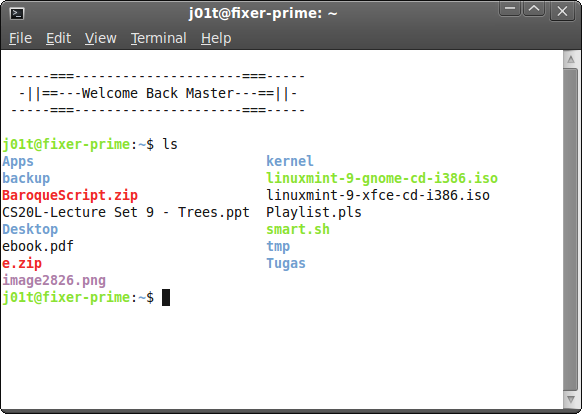 j01t@fixer-prime: ~
File Edit View Terminal Help
-----===---------------------===-----
-||==---Welcome Back Master---==||-
-----===---------------------===-----
j01t@fixer-prime:~$ ls
Apps kernel
backup linuxmint-9-gnome-cd-i386.iso
BaroqueScript.zip linuxmint-9-xfce-cd-i386.iso
CS20L-Lecture Set 9 - Trees.ppt Playlist.pls
Desktop smart.sh
ebook.pdf tmp
e.zip Tugas
image2826.png
j01t@fixer-prime:~$